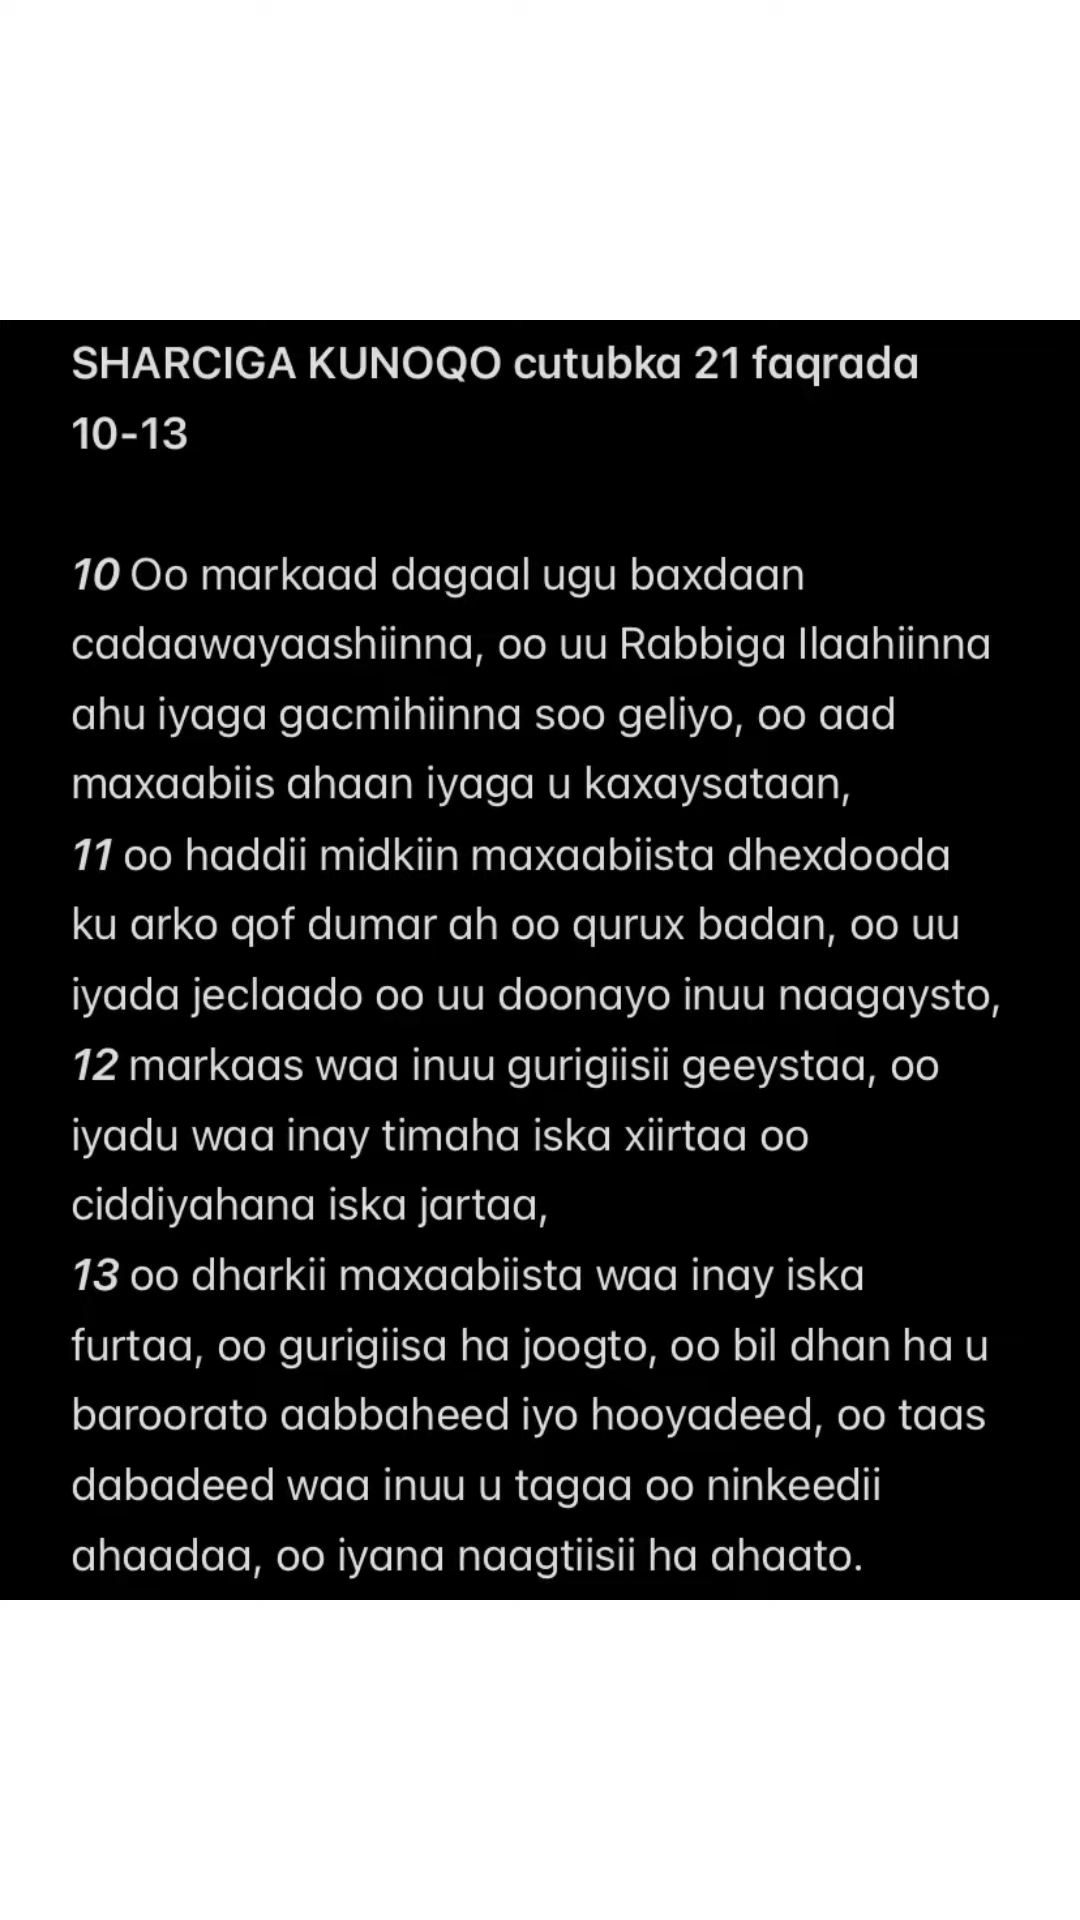 SHARCIGA KUNOQO cutubka 21 faqrada
10-13
10 Oo markaad dagaal ugu baxdaan
cadaawayaashiinna, oo uu Rabbiga Ilaahiinna
ahu iyaga gacmihiinna soo geliyo, oo aad
maxaabiis ahaan iyaga u kaxaysataan,
11 oo haddii midkiin maxaabiista dhexdooda
ku arko qof dumar ah oo qurux badan, oo uu
iyada jeclaado oo uu doonayo inuu naagaysto,
12 markaas waa inuu gurigiisii geeystaa, oo
iyadu waa inay timaha iska xiirtaa oo
ciddiyahana iska jartaa,
13 oo dharkii maxaabiista waa inay iska
furtaa, oo gurigiisa ha joogto, oo bil dhan ha u
baroorato aabbaheed iyo hooyadeed, oo taas
dabadeed waa inuu u tagaa oo ninkeedii
ahaadaa, oo iyana naagtiisii ha ahaato.